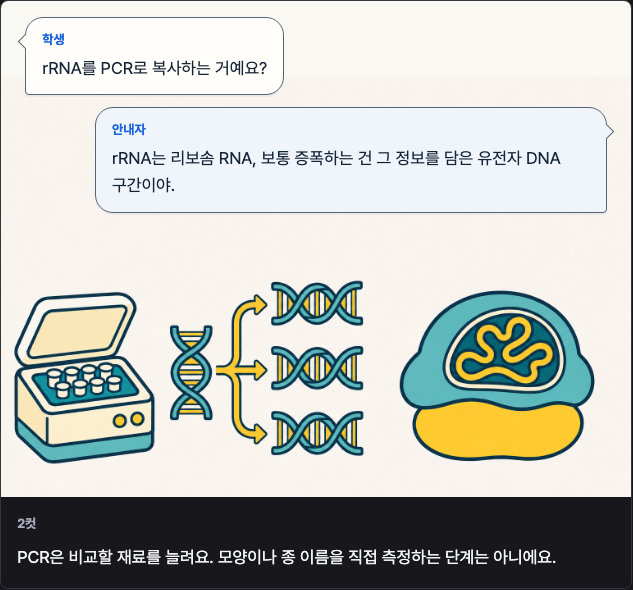 학생
rRNA를 PCR로 복사하는 거예요?
안내자
rRNA는 리보솜 RNA, 보통 증폭하는 건 그 정보를 담은 유전자 DNA
구간이야.
2컷
PCR은 비교할 재료를 늘려요. 모양이나 종 이름을 직접 측정하는 단계는 아니에요.